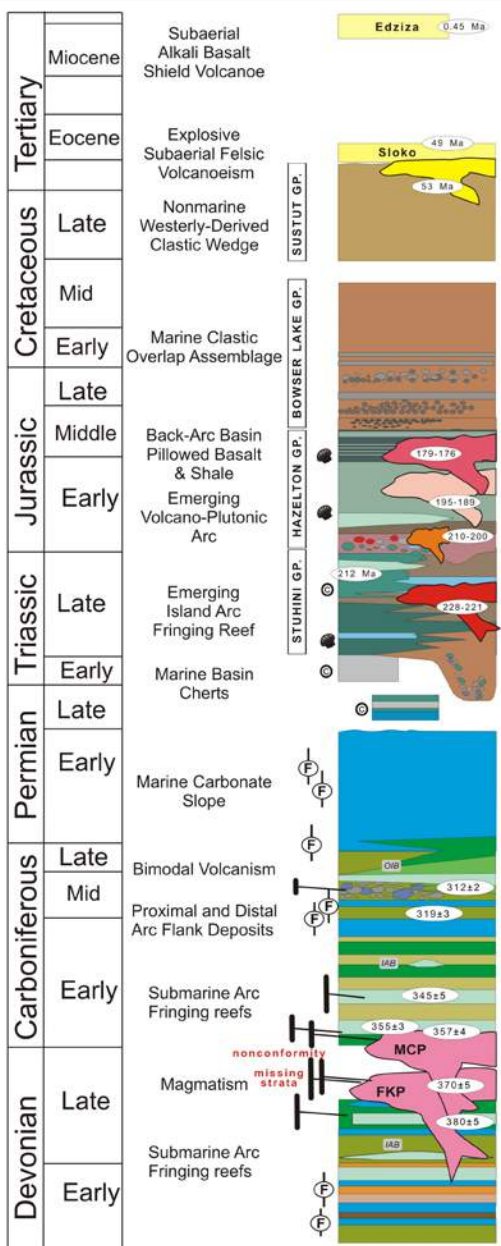 Tertiary
Cretaceous
Jurassic
Triassic
Permian
Carboniferous
Devonian
Miocene
Eocene
Late
Mid
Early
Late
Middle
Early
Late
Early
Late
Early
Late
Mid
Early
Late
Early
Subaerial
Alkali Basalt
Shield Volcanoe
Explosive
Subaerial Felsic
Volcanoeism
Nonmarine
Westerly-Derived
Clastic Wedge
Marine Clastic
Overlap Assemblage
Back-Arc Basin
Pillowed Basalt
& Shale
Emerging
Volcano-Plutonic
Arc
Emerging
Island Arc
Fringing Reef
Marine Basin
Cherts
Marine Carbonate
Slope
Bimodal Volcanism
Proximal and Distal
Arc Flank Deposits
Submarine Arc
Fringing reefs
nonconformity
missing
strata
Magmatism
Submarine Arc
Fringing reefs
SUSTUT GP.
BOWSER LAKE GP.
HAZELTON GP.
STUHINI GP.
C
C
C
F
F
F
F
F
F
F
Edziza
0.45 Ma
49 Ma
Sloko
53 Ma
179-176
195-189
210-200
212 Ma
228-221
OIB
312±2
319±3
IAB
345±5
355±3
357±4
MCP
370±5
FKP
380±5
IAB